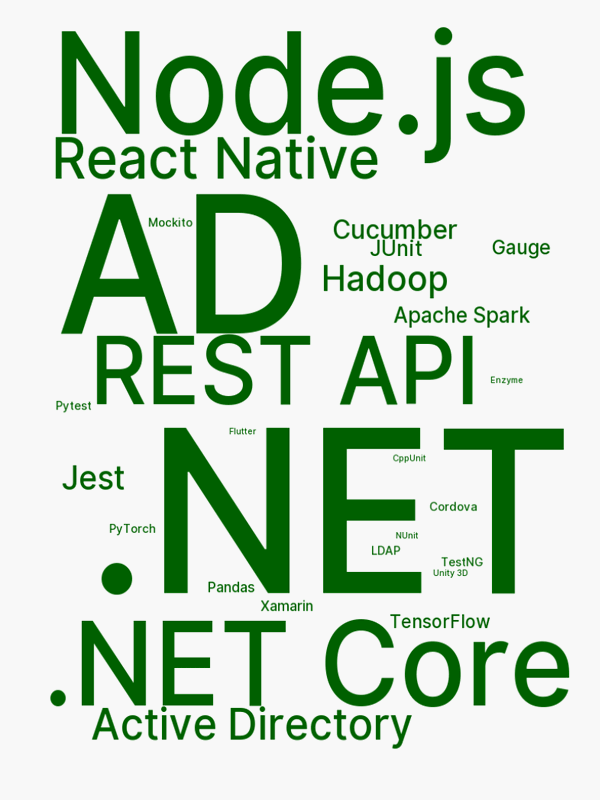 Node.js
React Native
AD
Mockito
Cucumber
JUnit
Gauge
Hadoop
Apache Spark
REST API
Enzyme
Pytest
.NET
Flutter
CppUnit
Jest
Cordova
PyTorch
NUnit
LDAP
TestNG
Unity 3D
Pandas
Xamarin
TensorFlow
.NET Core
Active Directory